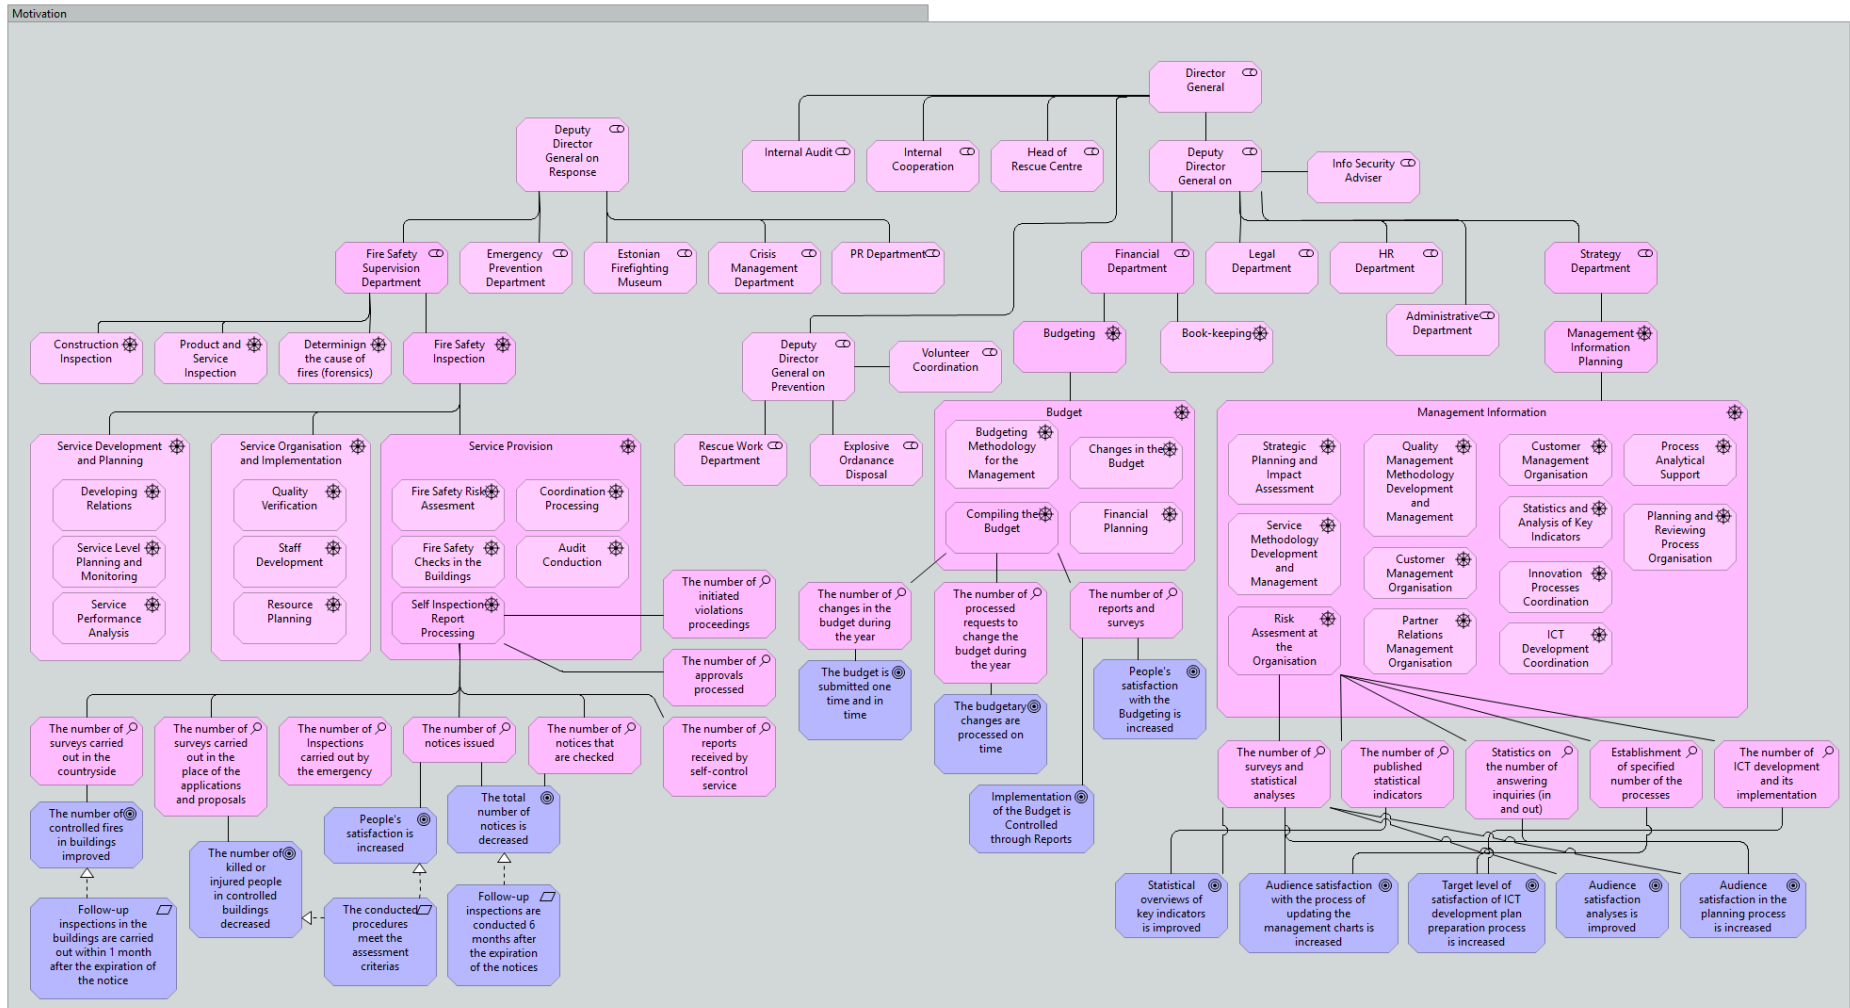 Motivation
Director
General
Deputy
Director
General on
Response
Internal Audit
Internal
Cooperation
Head of
Rescue Centre
Deputy
Director
General on
Info Security
Adviser
Fire Safety
Supervision
Department
Emergency
Prevention
Department
Estonian
Firefighting
Museum
Crisis
Management
Department
PR Department
Financial
Department
Legal
Department
HR
Department
Strategy
Department
Administrative
Department
Construction
Inspection
Product and
Service
Inspection
Determinign
the cause of
fires (forensics)
Fire Safety
Inspection
Deputy
Director
General on
Prevention
Volunteer
Coordination
Budgeting
Book-keeping
Management
Information
Planning
Rescue Work
Department
Explosive
Ordanance
Disposal
Service Development
and Planning
Developing
Relations
Service Level
Planning and
Monitoring
Service
Performance
Analysis
Service Organisation
and Implementation
Quality
Verification
Staff
Development
Resource
Planning
Service Provision
Fire Safety Risk
Assesment
Coordination
Processing
Fire Safety
Checks in the
Buildings
Audit
Conduction
Self Inspection
Report
Processing
Budget
Budgeting
Methodology
for the
Management
Changes in the
Budget
Compiling the
Budget
Financial
Planning
Management Information
Strategic
Planning and
Impact
Assessment
Quality
Management
Methodology
Development
and
Management
Customer
Management
Organisation
Process
Analytical
Support
Service
Methodology
Development
and
Management
Statistics and
Analysis of Key
Indicators
Planning and
Reviewing
Process
Organisation
Customer
Management
Organisation
Innovation
Processes
Coordination
Risk
Assesment at
the
Organisation
Partner
Relations
Management
Organisation
ICT
Development
Coordination
The number of
initiated
violations
proceedings
The number of
approvals
processed
The number of
changes in the
budget during
the year
The number of
processed
requests to
change the
budget during
the year
The number of
reports and
surveys
The budget is
submitted one
time and in
time
The budgetary
changes are
processed on
time
People's
satisfaction
with the
Budgeting is
increased
Implementation
of the Budget is
Controlled
through Reports
The number of
surveys carried
out in the
countryside
The number of
surveys carried
out in the
place of the
applications
and proposals
The number of
Inspections
carried out by
the emergency
The number of
notices issued
The number of
notices that
are checked
The number of
reports
received by
self-control
service
The number of
surveys and
statistical
analyses
The number of
published
statistical
indicators
Statistics on
the number of
answering
inquiries (in
and out)
Establishment
of specified
number of the
processes
The number of
ICT development
and its
implementation
The number of
controlled fires
in buildings
improved
The number of
killed or
injured people
in controlled
buildings
decreased
People's
satisfaction is
increased
The total
number of
notices is
decreased
Follow-up
inspections in the
buildings are carried
out within 1 month
after the expiration of
the notice
The conducted
procedures
meet the
assessment
criterias
Follow-up
inspections are
conducted 6
months after
the expiration
of the notices
Statistical
overviews of
key indicators
is improved
Audience satisfaction
with the process of
updating the
management charts is
increased
Target level of
satisfaction of ICT
development plan
preparation process
is increased
Audience
satisfaction
analyses is
improved
Audience
satisfaction in the
planning process
is increased